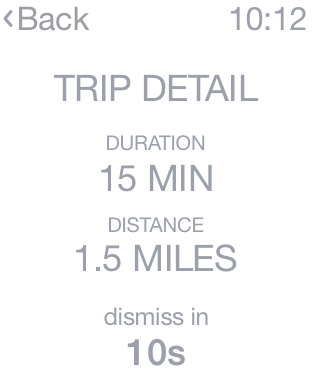 ‹Back 10:12
TRIP DETAIL
DURATION
15 MIN
DISTANCE
1.5 MILES
dismiss in
10s